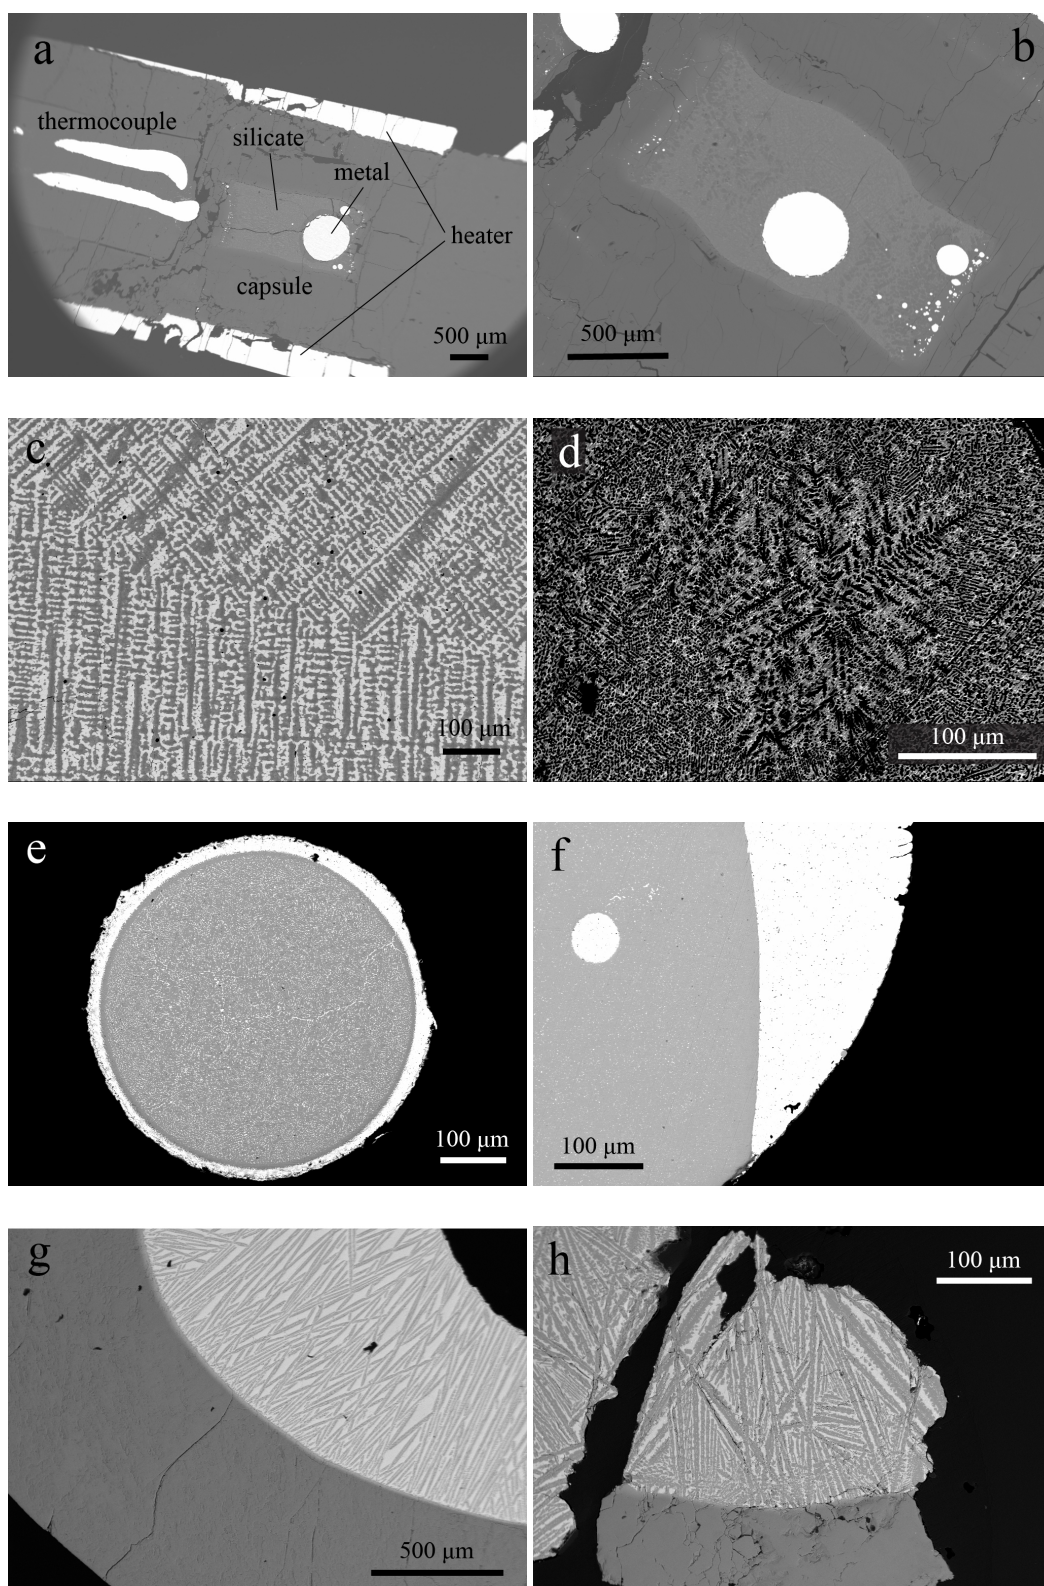 a
thermocouple
silicate
metal
heater
capsule
500 μm
b
500 μm
c
100 μm
d
100 μm
e
100 μm
f
100 μm
g
500 μm
h
100 μm